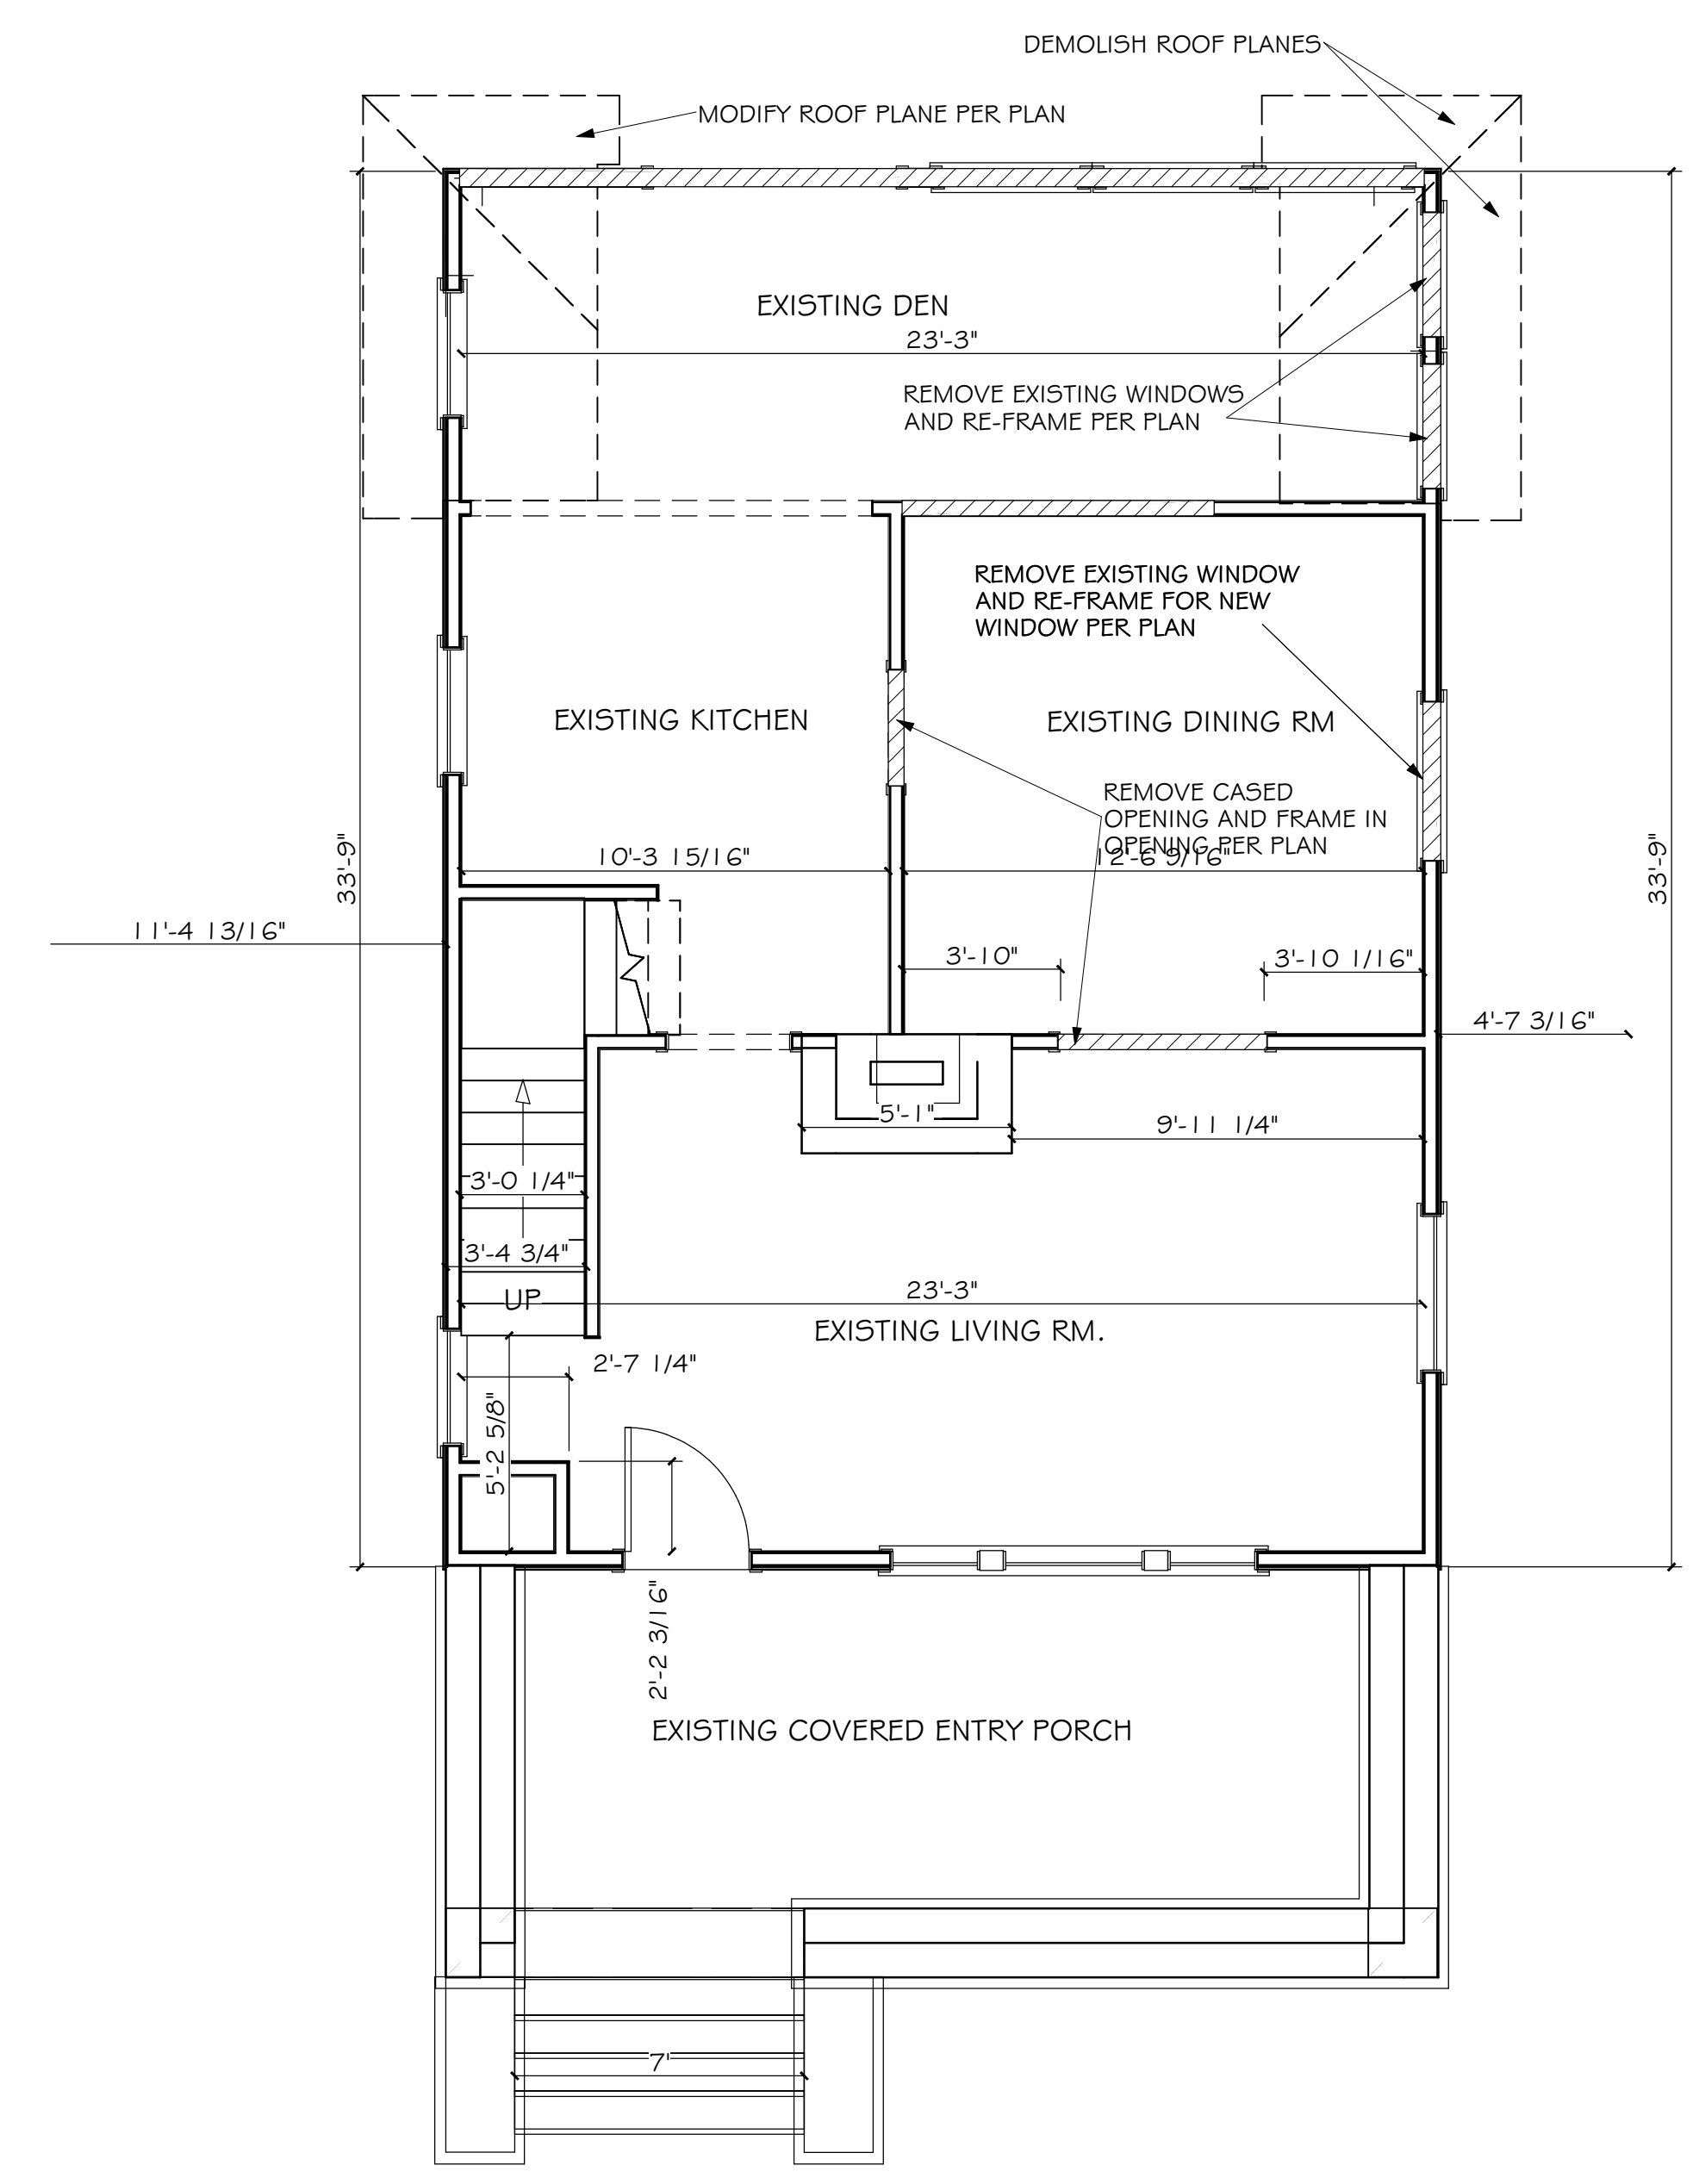 DEMOLISH ROOF PLANES
MODIFY ROOF PLANE PER PLAN
EXISTING DEN
23'-3"
REMOVE EXISTING WINDOWS
AND RE-FRAME PER PLAN
REMOVE EXISTING WINDOW
AND RE-FRAME FOR NEW
WINDOW PER PLAN
EXISTING KITCHEN
EXISTING DINING RM
REMOVE CASED
OPENING AND FRAME IN
OPENING PER PLAN
10'-3 15/16"
12'-6 9/16"
33'-9"
33'-9"
11'-4 13/16"
3'-10"
3'-10 1/16"
4'-7 3/16"
5'-1"
9'-11 1/4"
3'-0 1/4"
3'-4 3/4"
UP
23'-3"
EXISTING LIVING RM.
2'-7 1/4"
5'-2 5/8"
2'-2 3/16"
EXISTING COVERED ENTRY PORCH
7'